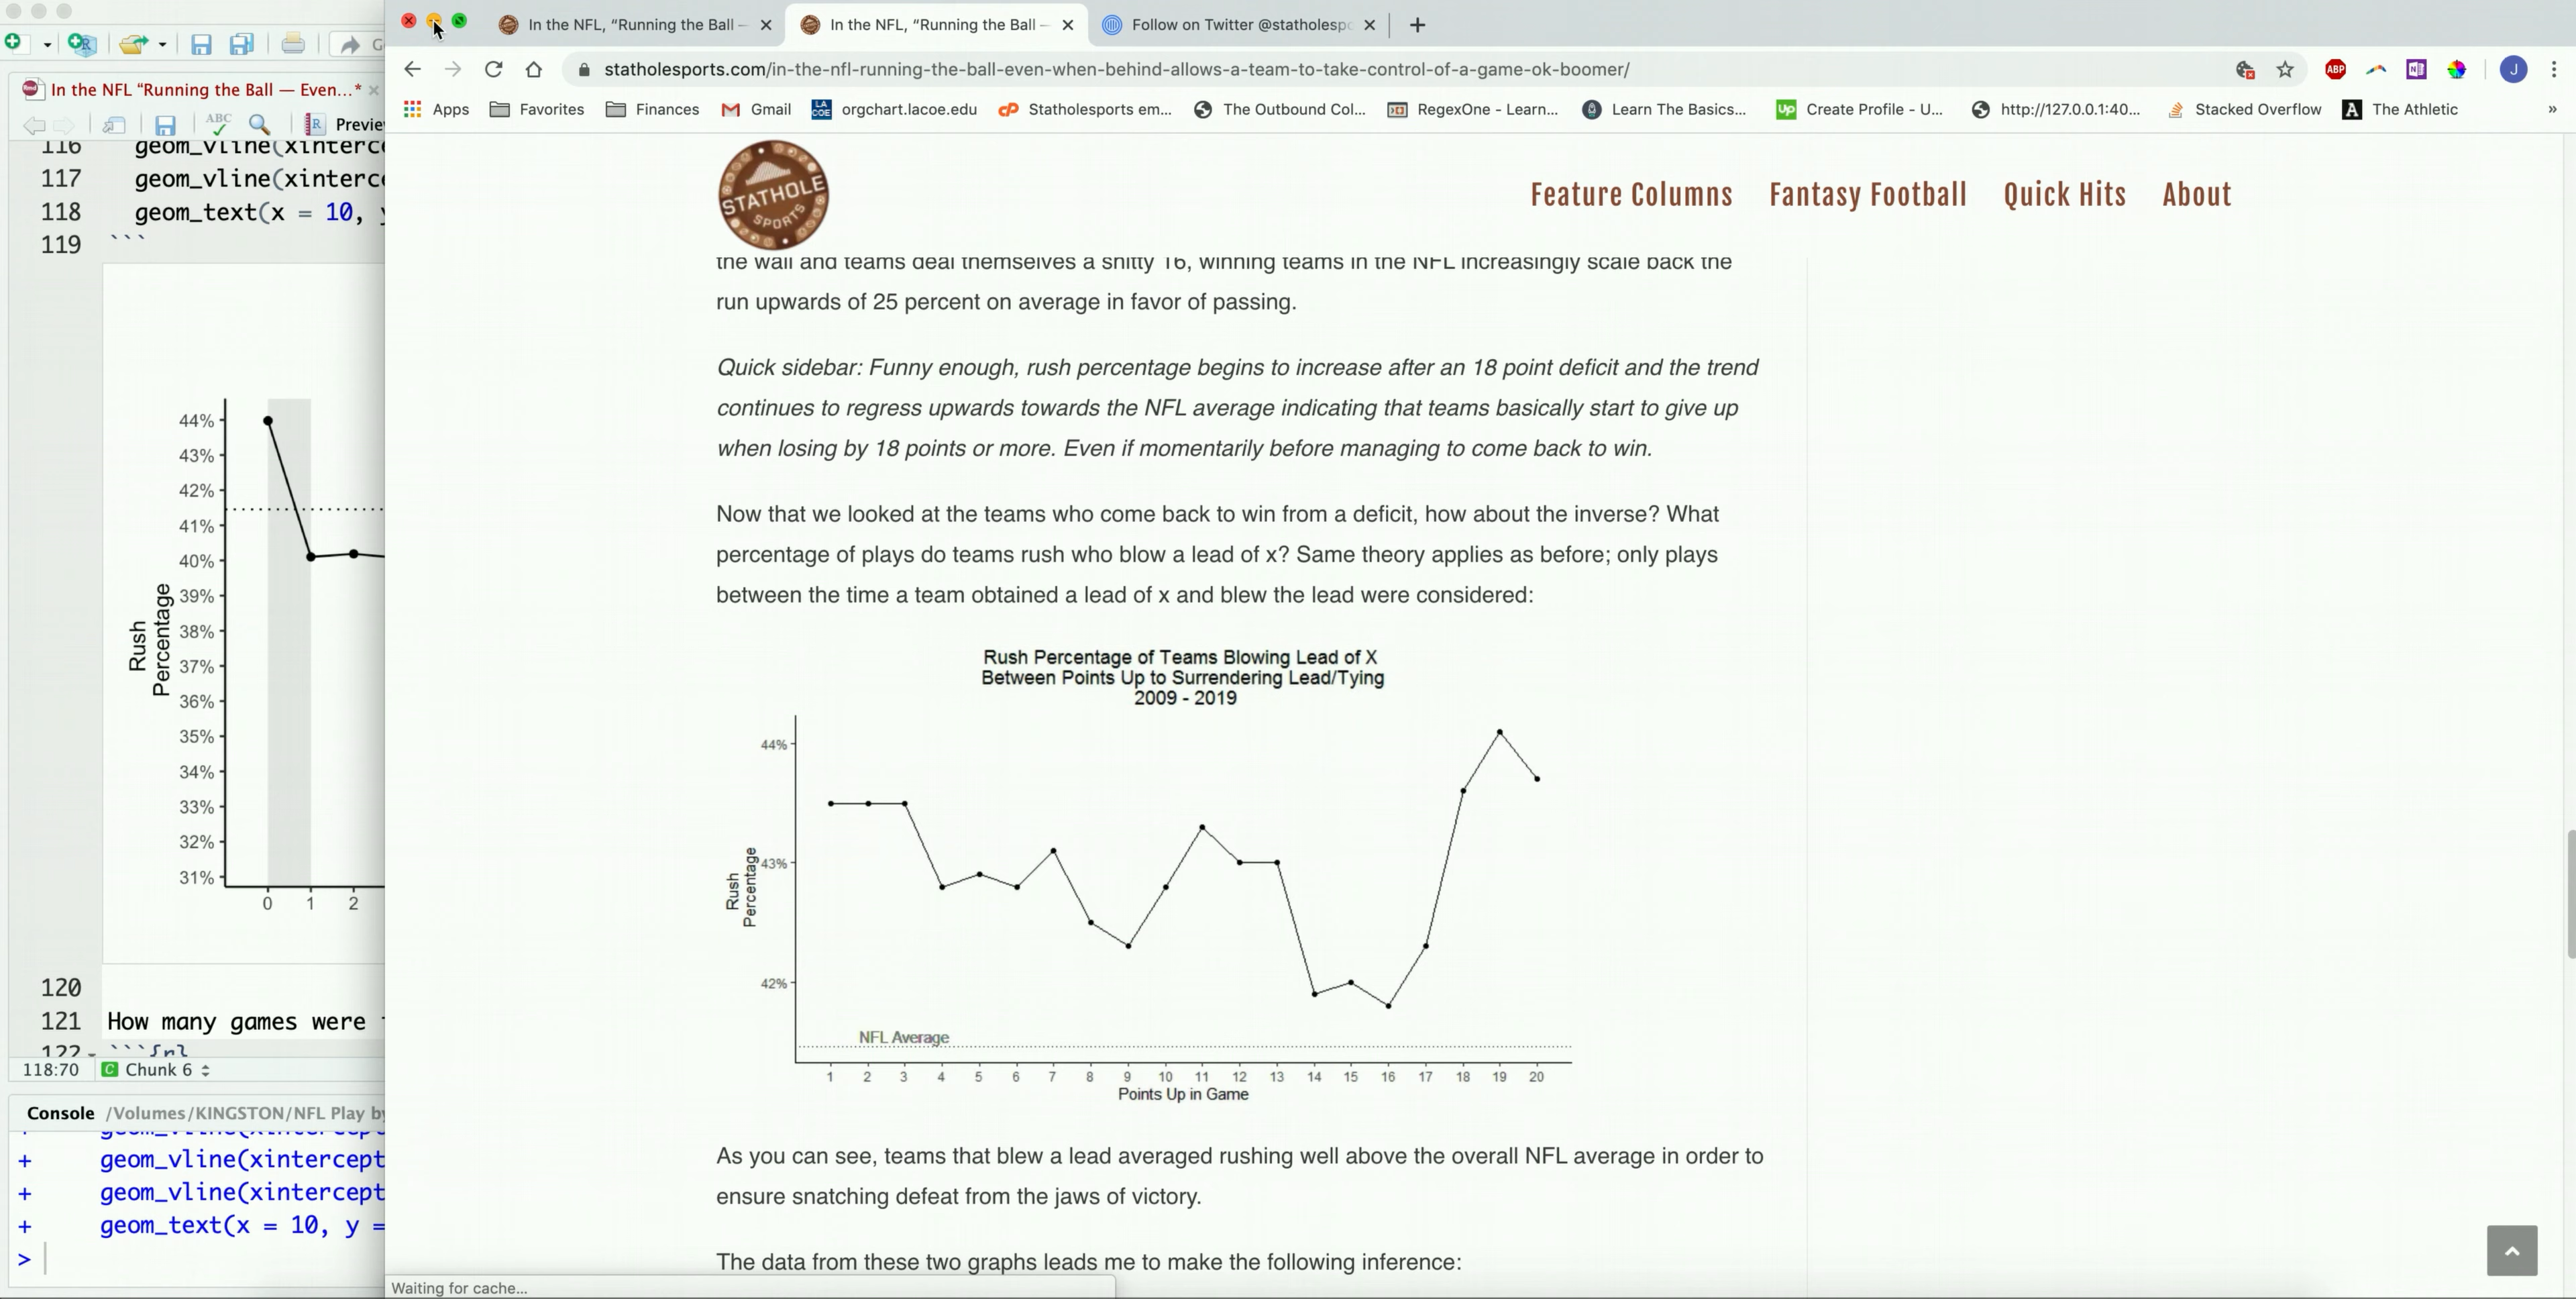 In the NFL, “Running the Ball –
In the NFL, “Running the Ball –
Follow on Twitter @statholespo
statholesports.com/in-the-nfl-running-the-ball-even-when-behind-allows-a-team-to-take-control-of-a-game-ok-boomer/
ABP
J
Apps
Favorites
Finances
Gmail
LA COE
orgchart.lacoe.edu
cP
Statholesports em...
The Outbound Col...
RegexOne - Learn...
Learn The Basics...
Up
Create Profile - U...
http://127.0.0.1:40...
Stacked Overflow
A
The Athletic
»
In the NFL “Running the Ball — Even...*
ABC
Preview
116 geom_vline(xinterce
117 geom_vline(xinterce
118 geom_text(x = 10, y
119 ```
44%
43%
42%
41%
40%
39%
38%
37%
36%
35%
34%
33%
32%
31%
Rush
Percentage
0 1 2
120
121 How many games were
122 ```{r}
118:70 C Chunk 6
Console /Volumes/KINGSTON/NFL Play by
+ geom_vline(xintercept
+ geom_vline(xintercept
+ geom_vline(xintercept
+ geom_text(x = 10, y =
>
STATHOLE
SPORTS
Feature Columns Fantasy Football Quick Hits About
the wall and teams deal themselves a shitty 16, winning teams in the NFL increasingly scale back the
run upwards of 25 percent on average in favor of passing.
Quick sidebar: Funny enough, rush percentage begins to increase after an 18 point deficit and the trend
continues to regress upwards towards the NFL average indicating that teams basically start to give up
when losing by 18 points or more. Even if momentarily before managing to come back to win.
Now that we looked at the teams who come back to win from a deficit, how about the inverse? What
percentage of plays do teams rush who blow a lead of x? Same theory applies as before; only plays
between the time a team obtained a lead of x and blew the lead were considered:
Rush Percentage of Teams Blowing Lead of X
Between Points Up to Surrendering Lead/Tying
2009 - 2019
44%
43%
42%
Rush
Percentage
NFL Average
1 2 3 4 5 6 7 8 9 10 11 12 13 14 15 16 17 18 19 20
Points Up in Game
As you can see, teams that blew a lead averaged rushing well above the overall NFL average in order to
ensure snatching defeat from the jaws of victory.
The data from these two graphs leads me to make the following inference:
Waiting for cache...